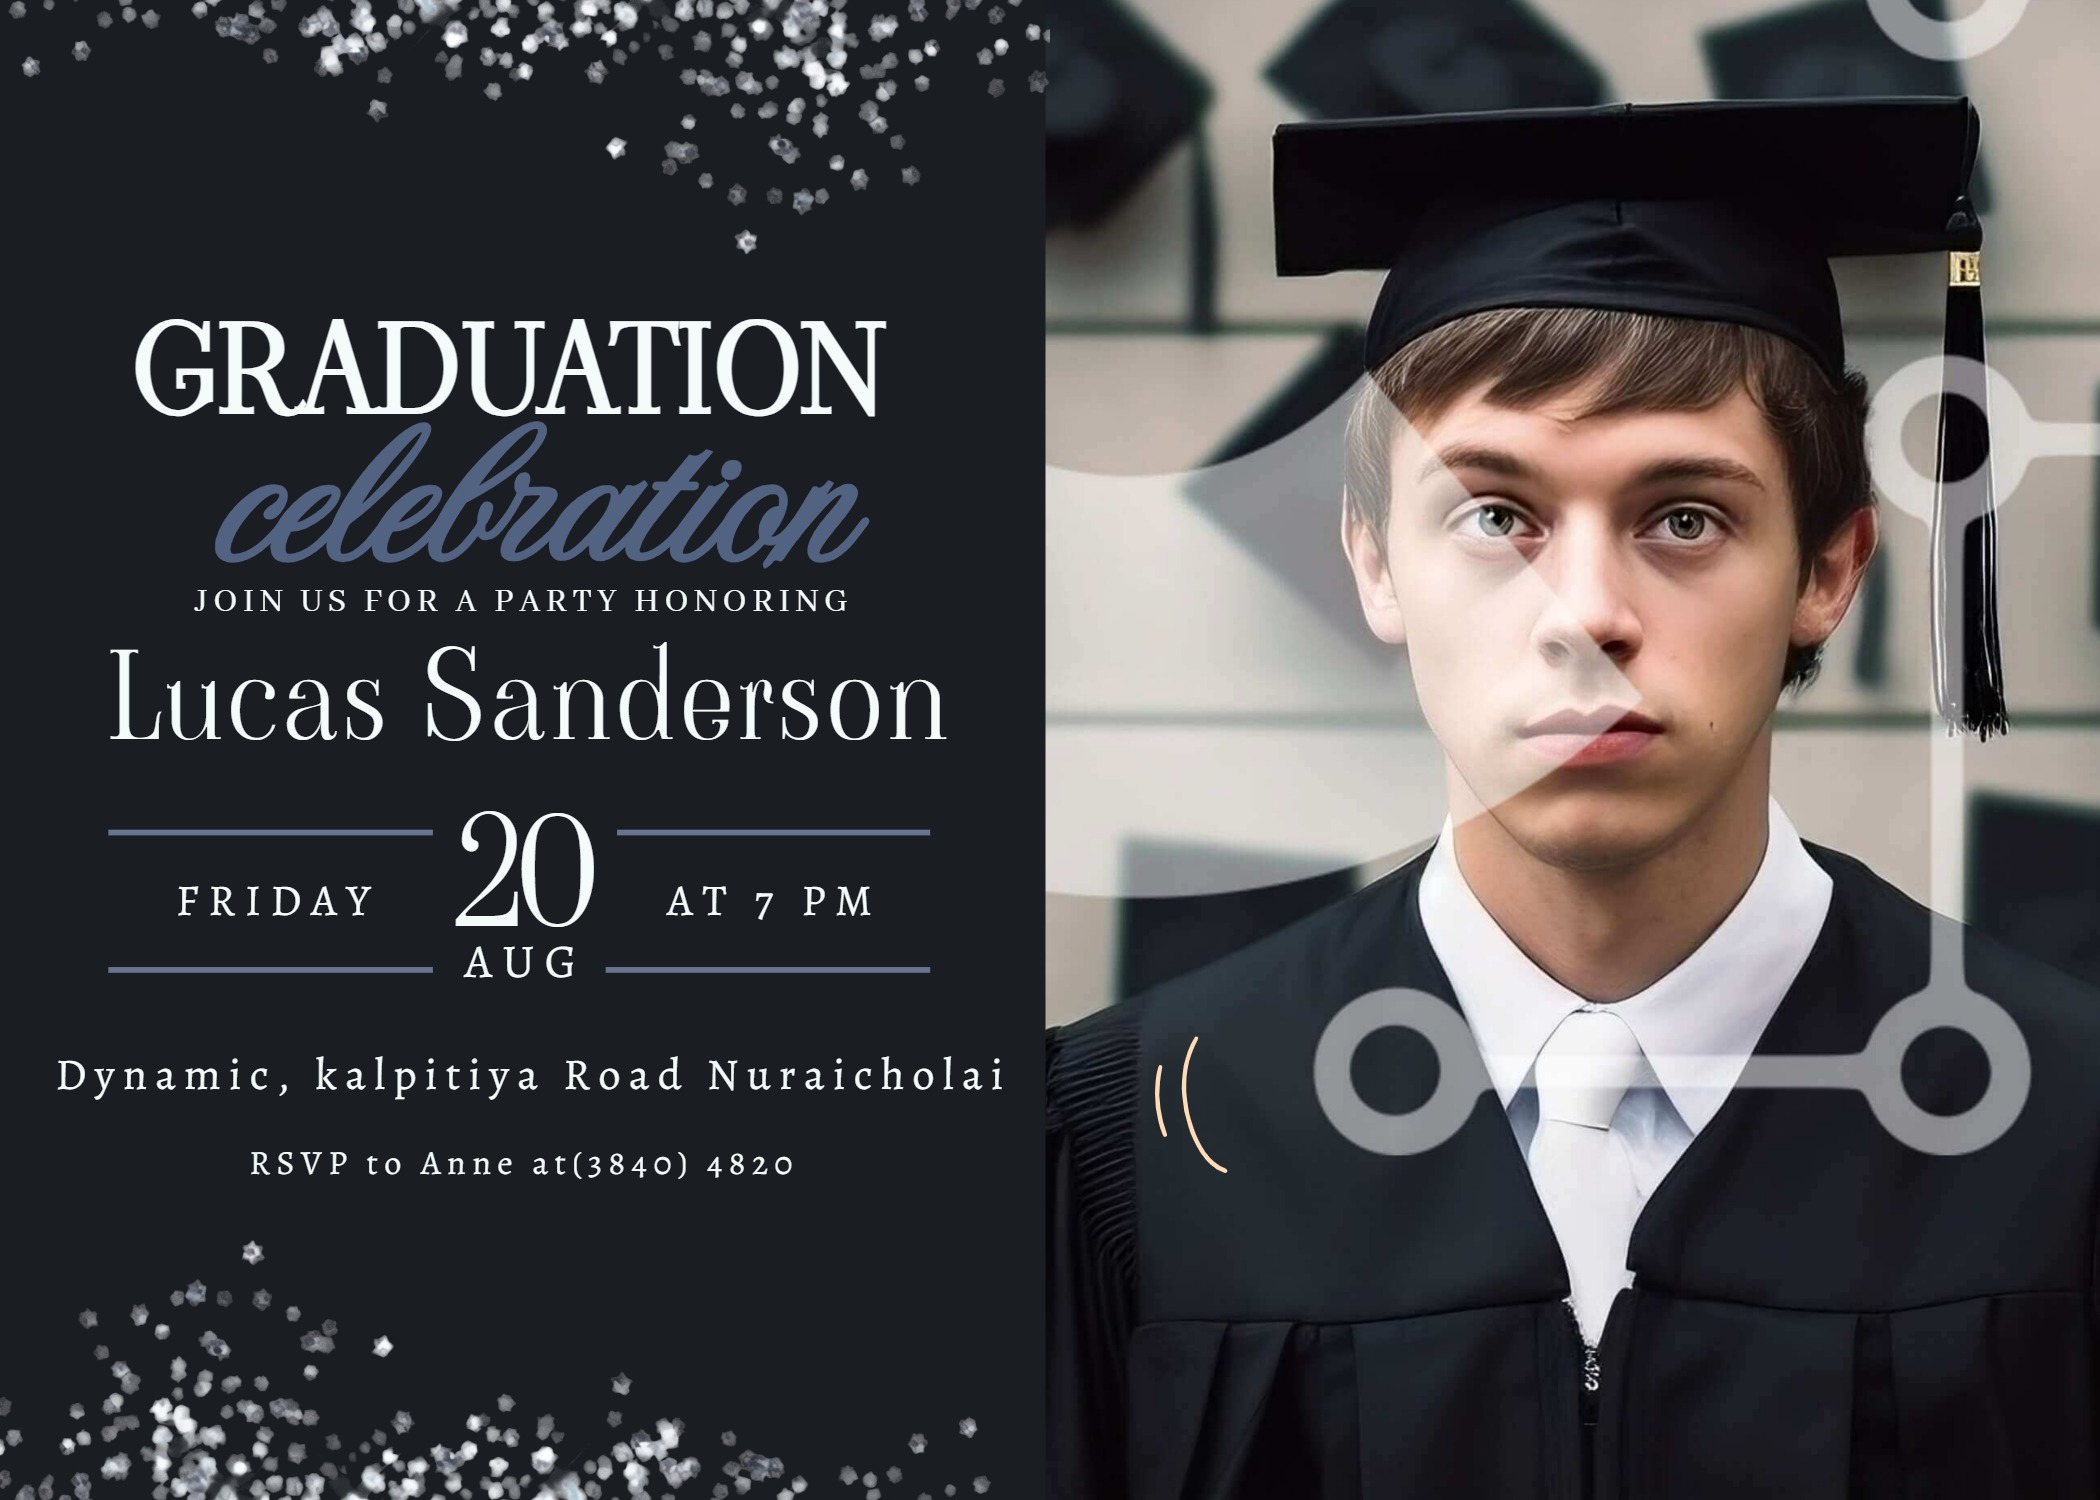 GRADUATION
celebration
JOIN US FOR A PARTY HONORING
Lucas Sanderson
FRIDAY
20
AUG
AT 7 PM
Dynamic, kalpitiya Road Nuraicholai
RSVP to Anne at(3840) 4820